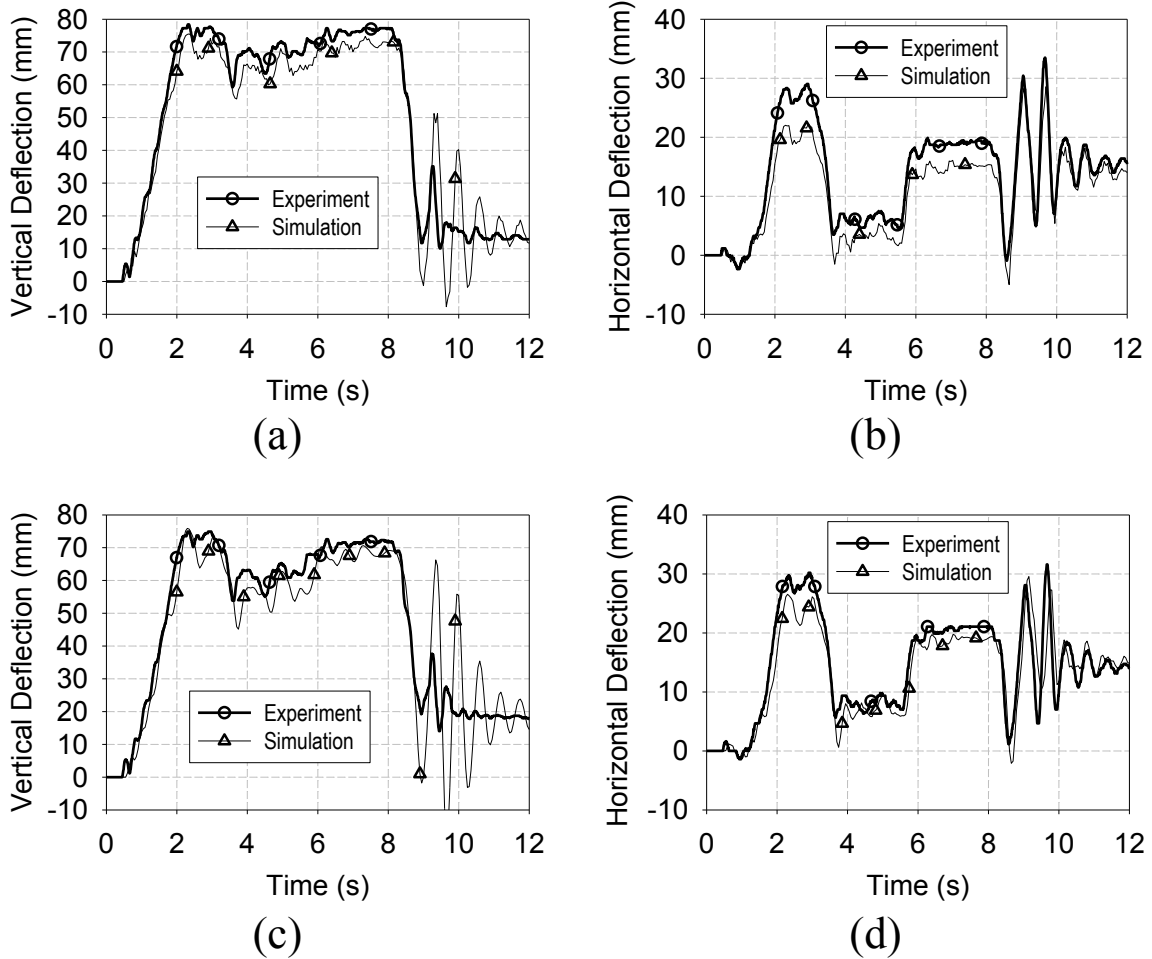 Vertical Deflection (mm)
80
70
60
50
40
30
20
10
0
-10
Experiment
Simulation
0 2 4 6 8 10 12
Time (s)
(a)
Horizontal Deflection (mm)
40
30
20
10
0
-10
Experiment
Simulation
0 2 4 6 8 10 12
Time (s)
(b)
Vertical Deflection (mm)
80
70
60
50
40
30
20
10
0
-10
Experiment
Simulation
0 2 4 6 8 10 12
Time (s)
(c)
Horizontal Deflection (mm)
40
30
20
10
0
-10
Experiment
Simulation
0 2 4 6 8 10 12
Time (s)
(d)